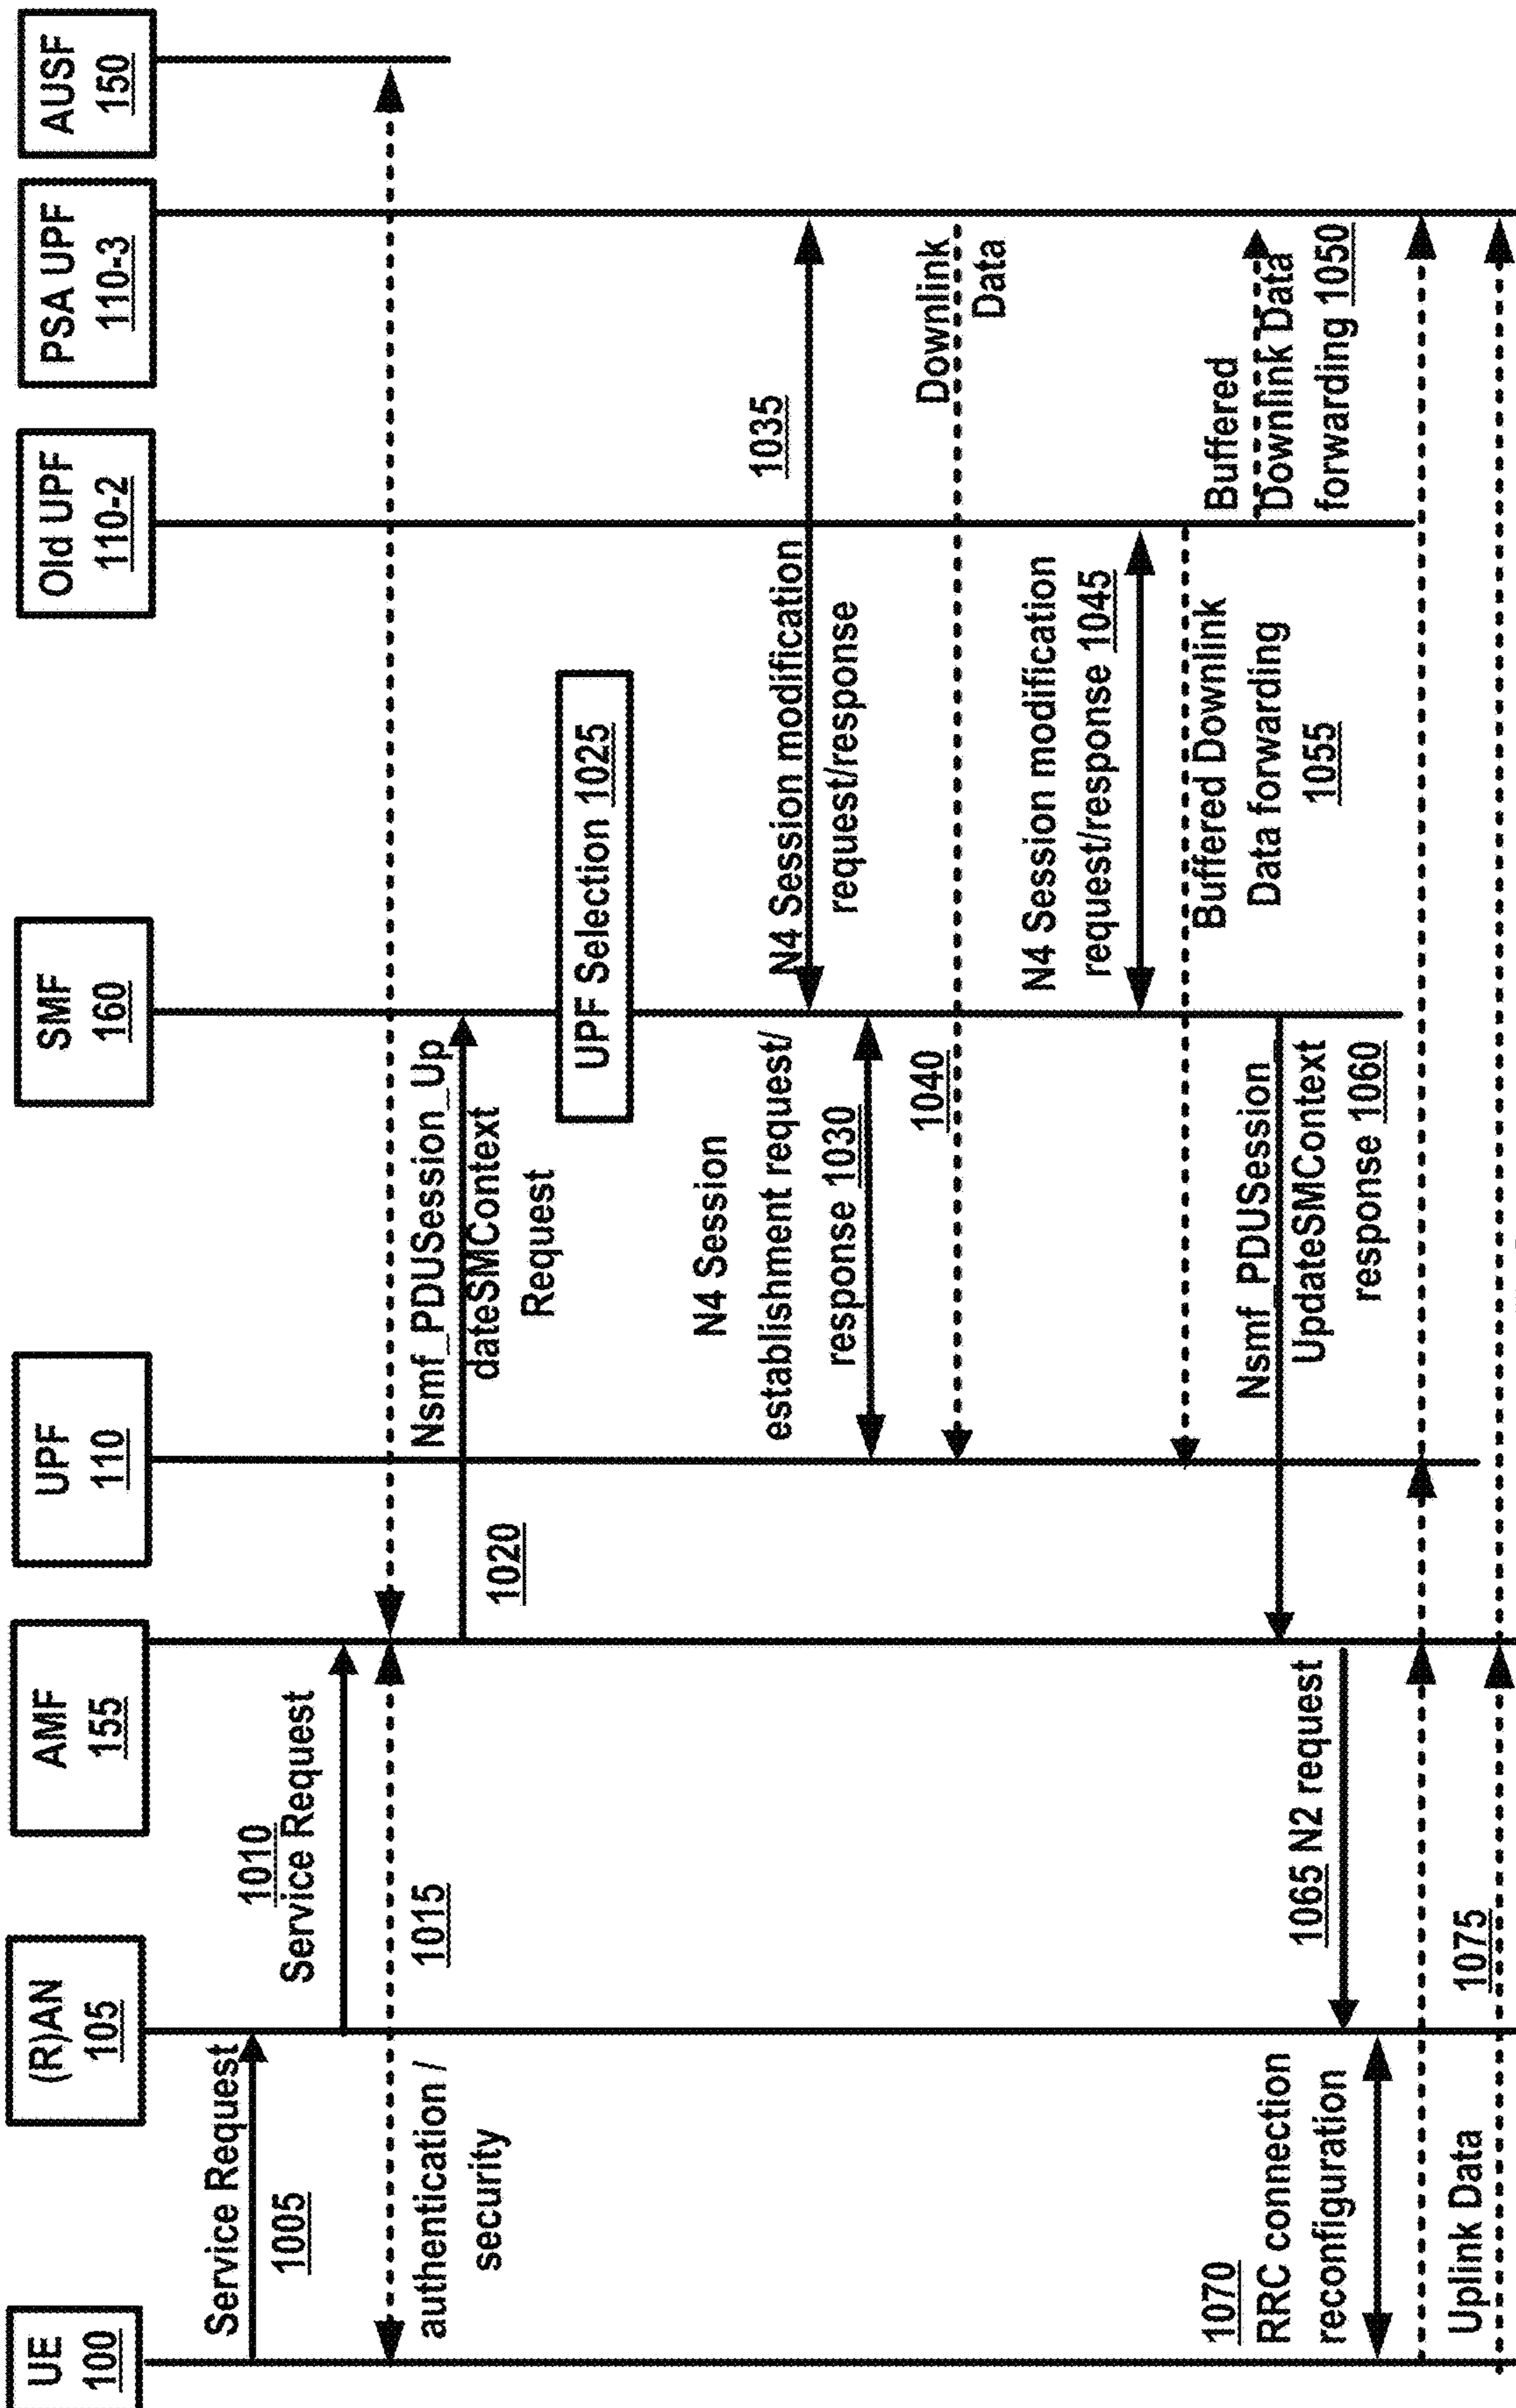 UE
100
(R)AN
105
AMF
155
UPF
110
SMF
160
Old UPF
110-2
PSA UPF
110-3
AUSF
150
Service Request
1005
1010
Service Request
authentication /
security
1015
Nsmf_PDUSession_Up
dateSMContext
Request
1020
UPF Selection 1025
N4 Session
establishment request/
response 1030
N4 Session modification
request/response
1035
1040
Downlink
Data
N4 Session modification
request/response 1045
Buffered
Downlink Data
forwarding 1050
Buffered Downlink
Data forwarding
1055
Nsmf_PDUSession_
UpdateSMContext
response 1060
1065 N2 request
1070
RRC connection
reconfiguration
Uplink Data
1075